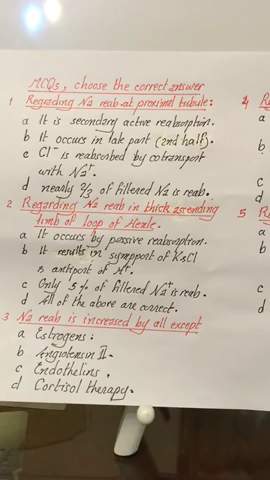 MCQs, choose the correct answer
1 Regarding Na reab at proximal tubule:
a It is secondary active reabsorption.
b It occurs in late part (2nd half).
c Cl⁻ is reabsorbed by cotransport
with Na⁺.
d nearly 2/3 of filtered Na is reab.
2 Regarding Na reab in thick ascending
limb of loop of Henle.
a It occurs by passive reabsorption.
b It results in symport of K&Cl
& antiport of H⁺.
c Only 5% of filtered Na⁺ is reab.
d All of the above are correct.
3 Na reab is increased by all except
a Estrogens.
b Angiotensin II.
c Endothelins.
d Cortisol therapy.
4 R
a
b
c
d
5 R
a
b
c
d